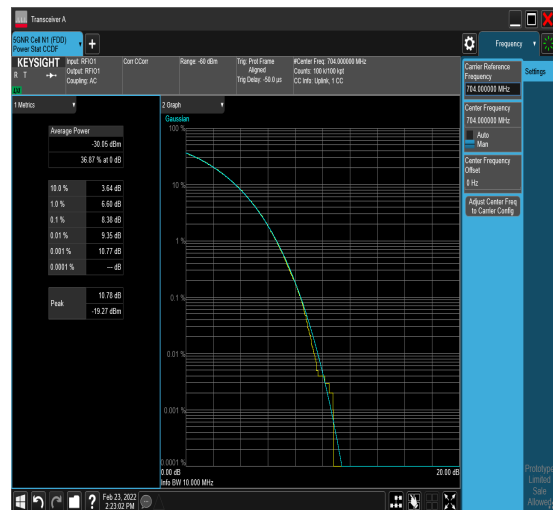 Transceiver A
5GNR Cell N1 (FDD)
Power Stat CCDF
Frequency
KEYSIGHT
R T
LXI
Input: RFIO1
Output: RFIO1
Coupling: AC
Corr CCorr
Range: -60 dBm
Trig: Prot Frame
Aligned
Trig Delay: -50.0 µs
#Center Freq: 704.000000 MHz
Counts: 100 k/100 kpt
CC Info: Uplink, 1 CC
1 Metrics
Average Power
-30.05 dBm
36.87 % at 0 dB
10.0 % 3.64 dB
1.0 % 6.60 dB
0.1 % 8.38 dB
0.01 % 9.35 dB
0.001 % 10.77 dB
0.0001 % --- dB
Peak
10.78 dB
-19.27 dBm
2 Graph
Gaussian
100 %
10 %
1 %
0.1 %
0.01 %
0.001 %
0.0001 %
0.00 dB
20.00 dB
Info BW 10.000 MHz
Carrier Reference
Frequency
704.000000 MHz
Center Frequency
704.000000 MHz
Auto
Man
Center Frequency
Offset
0 Hz
Adjust Center Freq
to Carrier Config
Settings
Prototype
Limited
Sale
Allowed
?
Feb 23, 2022
2:23:02 PM